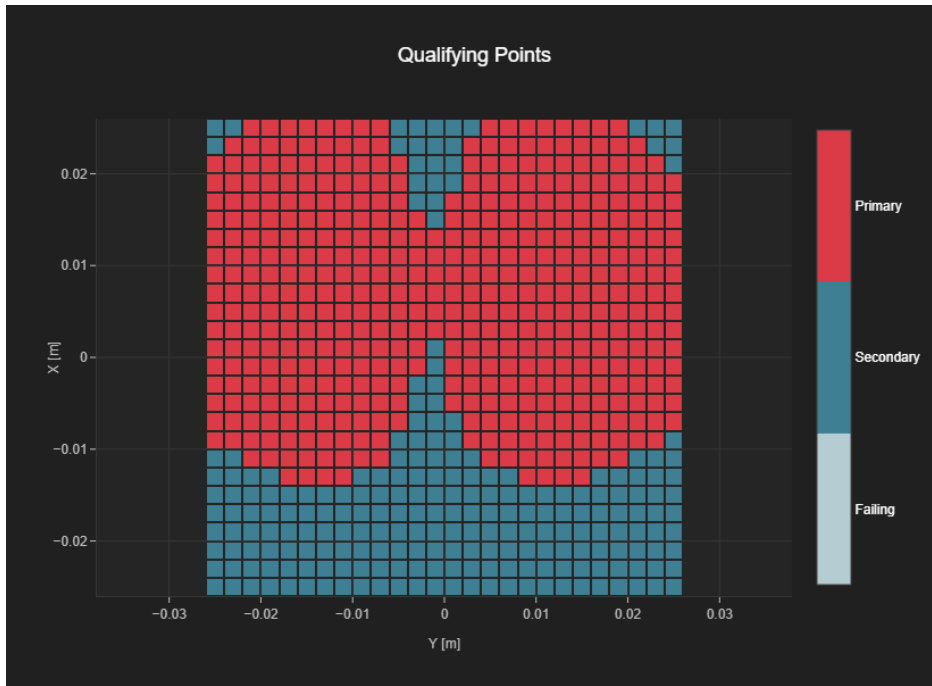 Qualifying Points
0.02
0.01
0
−0.01
−0.02
X [m]
−0.03
−0.02
−0.01
0
0.01
0.02
0.03
Y [m]
Primary
Secondary
Failing